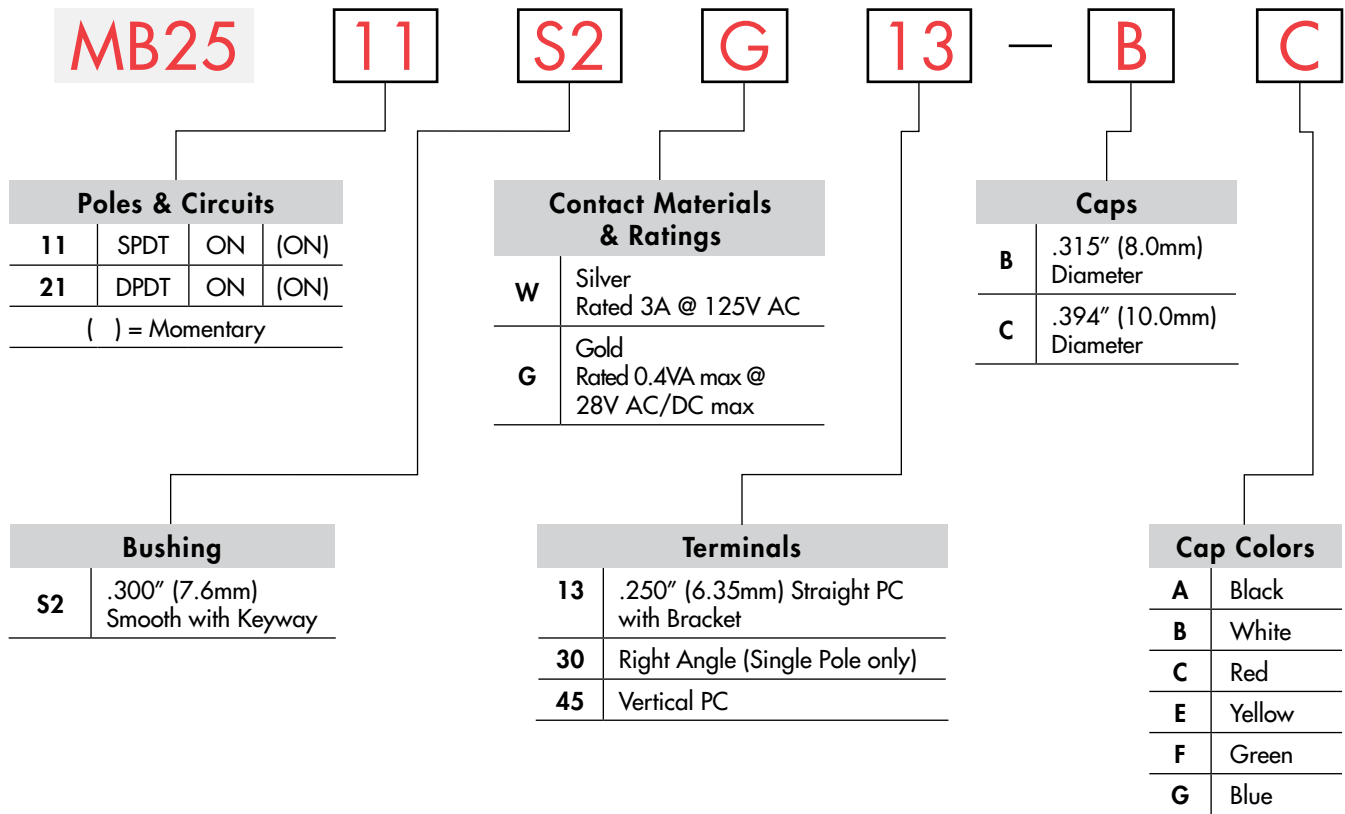 MB25 11 S2 G 13 — B C
Poles & Circuits
11 SPDT ON (ON)
21 DPDT ON (ON)
( ) = Momentary
Contact Materials
& Ratings
W Silver
Rated 3A @ 125V AC
G Gold
Rated 0.4VA max @
28V AC/DC max
Caps
B .315” (8.0mm)
Diameter
C .394” (10.0mm)
Diameter
Bushing
S2 .300” (7.6mm)
Smooth with Keyway
Terminals
13 .250” (6.35mm) Straight PC
with Bracket
30 Right Angle (Single Pole only)
45 Vertical PC
Cap Colors
A Black
B White
C Red
E Yellow
F Green
G Blue